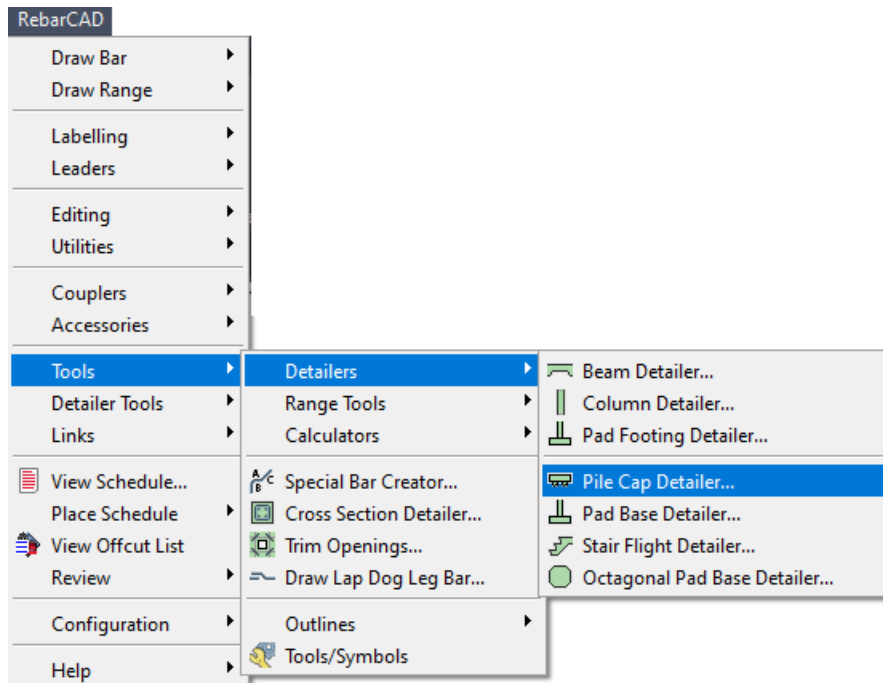 RebarCAD
Draw Bar
Draw Range
Labelling
Leaders
Editing
Utilities
Couplers
Accessories
Tools
Detailer Tools
Links
View Schedule...
Place Schedule
View Offcut List
Review
Configuration
Help
Detailers
Range Tools
Calculators
Special Bar Creator...
Cross Section Detailer...
Trim Openings...
Draw Lap Dog Leg Bar...
Outlines
Tools/Symbols
Beam Detailer...
Column Detailer...
Pad Footing Detailer...
Pile Cap Detailer...
Pad Base Detailer...
Stair Flight Detailer...
Octagonal Pad Base Detailer...